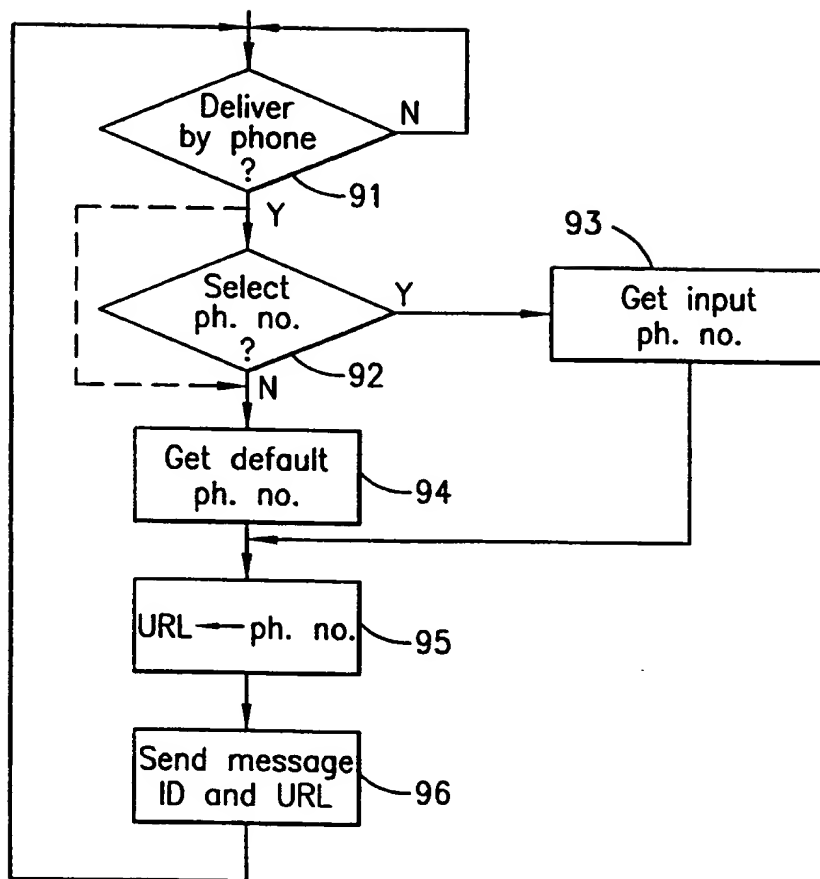 Deliver
by phone
?
N
91
Y
Select
ph. no.
?
Y
92
N
93
Get input
ph. no.
Get default
ph. no.
94
URL ← ph. no.
95
Send message
ID and URL
96